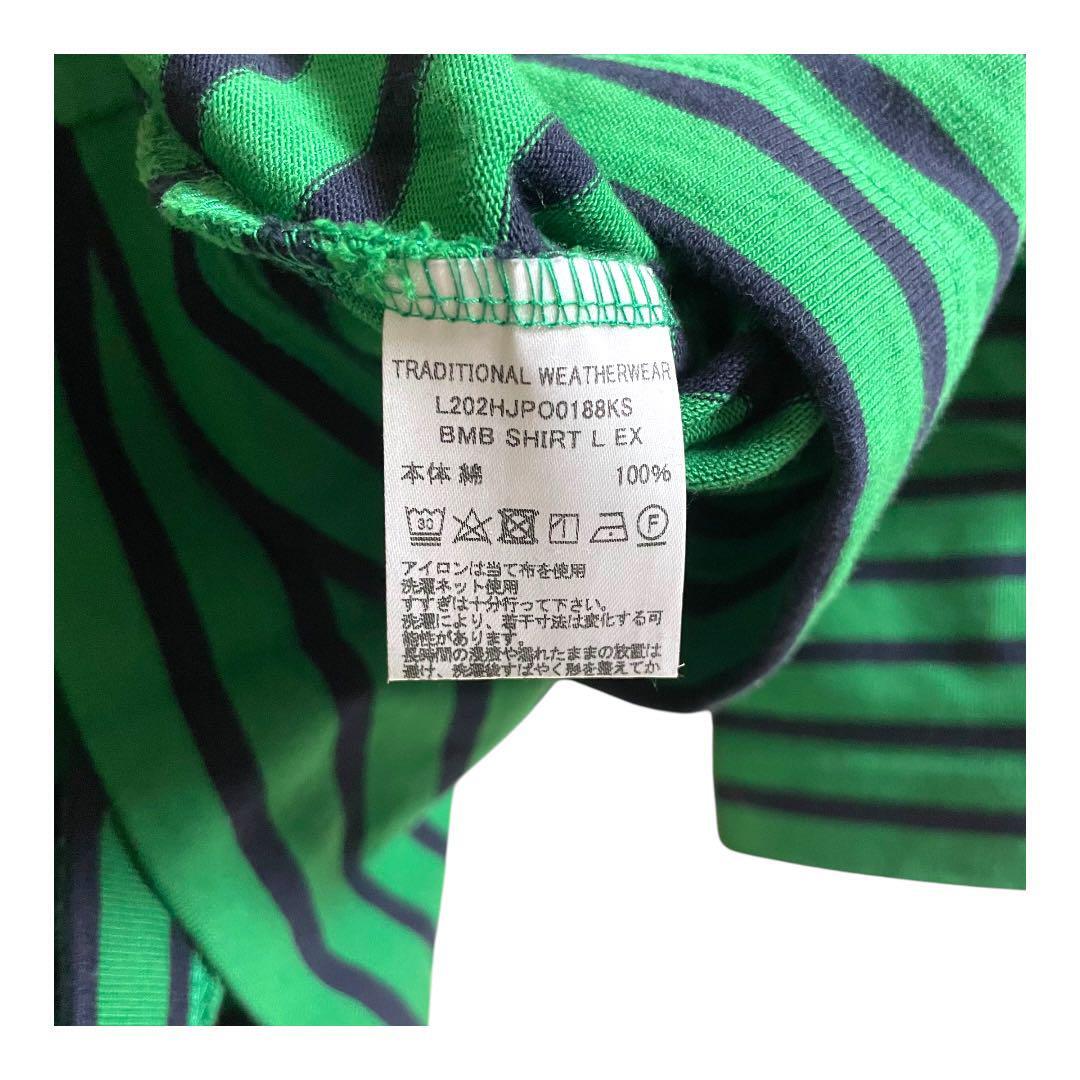 TRADITIONAL WEATHERWEAR
L202HJPO0188KS
BMB SHIRT L EX
本体 綿 100%
30 F
アイロンは当て布を使用
洗濯ネット使用
すすぎは十分行って下さい。
洗濯により、若干寸法は変化する可
能性があります。
長時間の浸漬や濡れたままの放置は
避け、洗濯後すばやく形を整えてか